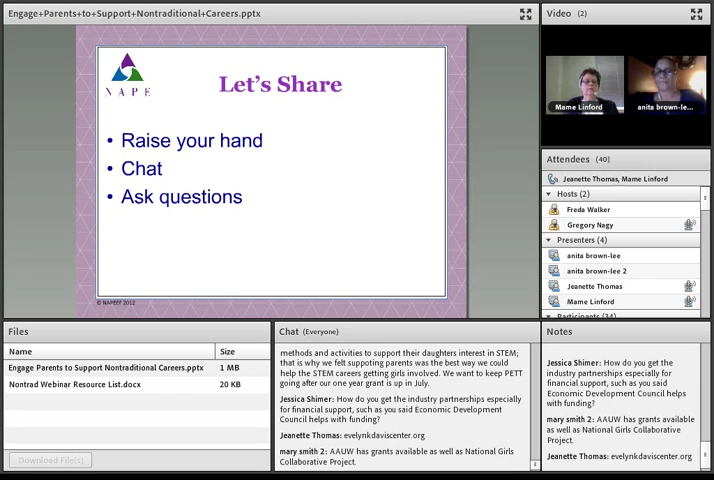 Engage+Parents+to+Support+Nontraditional+Careers.pptx
NAPE
Let's Share
• Raise your hand
• Chat
• Ask questions
© NAPEEF 2012
Video (2)
Mame Linford
anita brown-lee...
Attendees (40)
Jeanette Thomas, Mame Linford
Hosts (2)
Freda Walker
Gregory Nagy
Presenters (4)
anita brown-lee
anita brown-lee 2
Jeanette Thomas
Mame Linford
Participants (34)
Files
Name Size
Engage Parents to Support Nontraditional Careers.pptx 1 MB
Nontrad Webinar Resource List.docx 20 KB
Download File(s)
Chat (Everyone)
methods and activities to support their daughters interest in STEM;
that is why we felt suppoting parents was the best way we could
help the STEM careers getting girls involved. We want to keep PETT
going after our one year grant is up in July.
Jessica Shimer: How do you get the industry partnerships especially
for financial support, such as you said Economic Development
Council helps with funding?
Jeanette Thomas: evelynkdaviscenter.org
mary smith 2: AAUW has grants available as well as National Girls
Collaborative Project.
Notes
Jessica Shimer: How do you get the
industry partnerships especially for
financial support, such as you said
Economic Development Council helps
with funding?
mary smith 2: AAUW has grants available
as well as National Girls Collaborative
Project.
Jeanette Thomas: evelynkdaviscenter.org